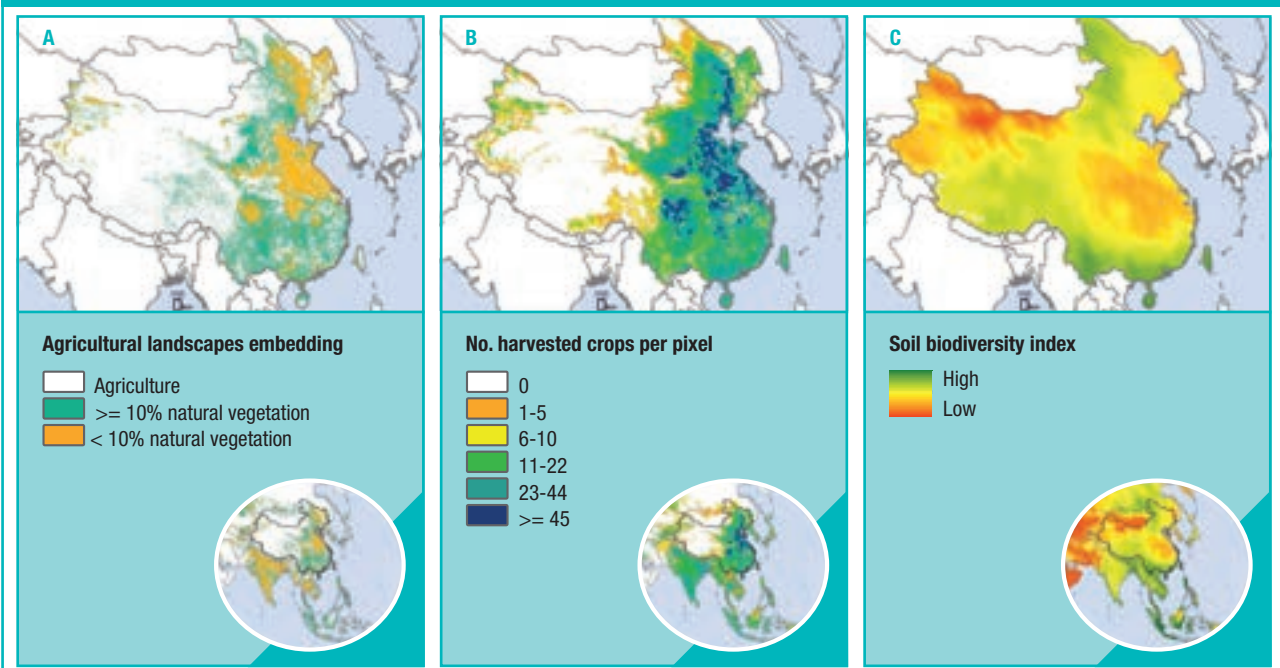 A
Agricultural landscapes embedding
Agriculture
>= 10% natural vegetation
< 10% natural vegetation
B
No. harvested crops per pixel
0
1-5
6-10
11-22
23-44
>= 45
C
Soil biodiversity index
High
Low